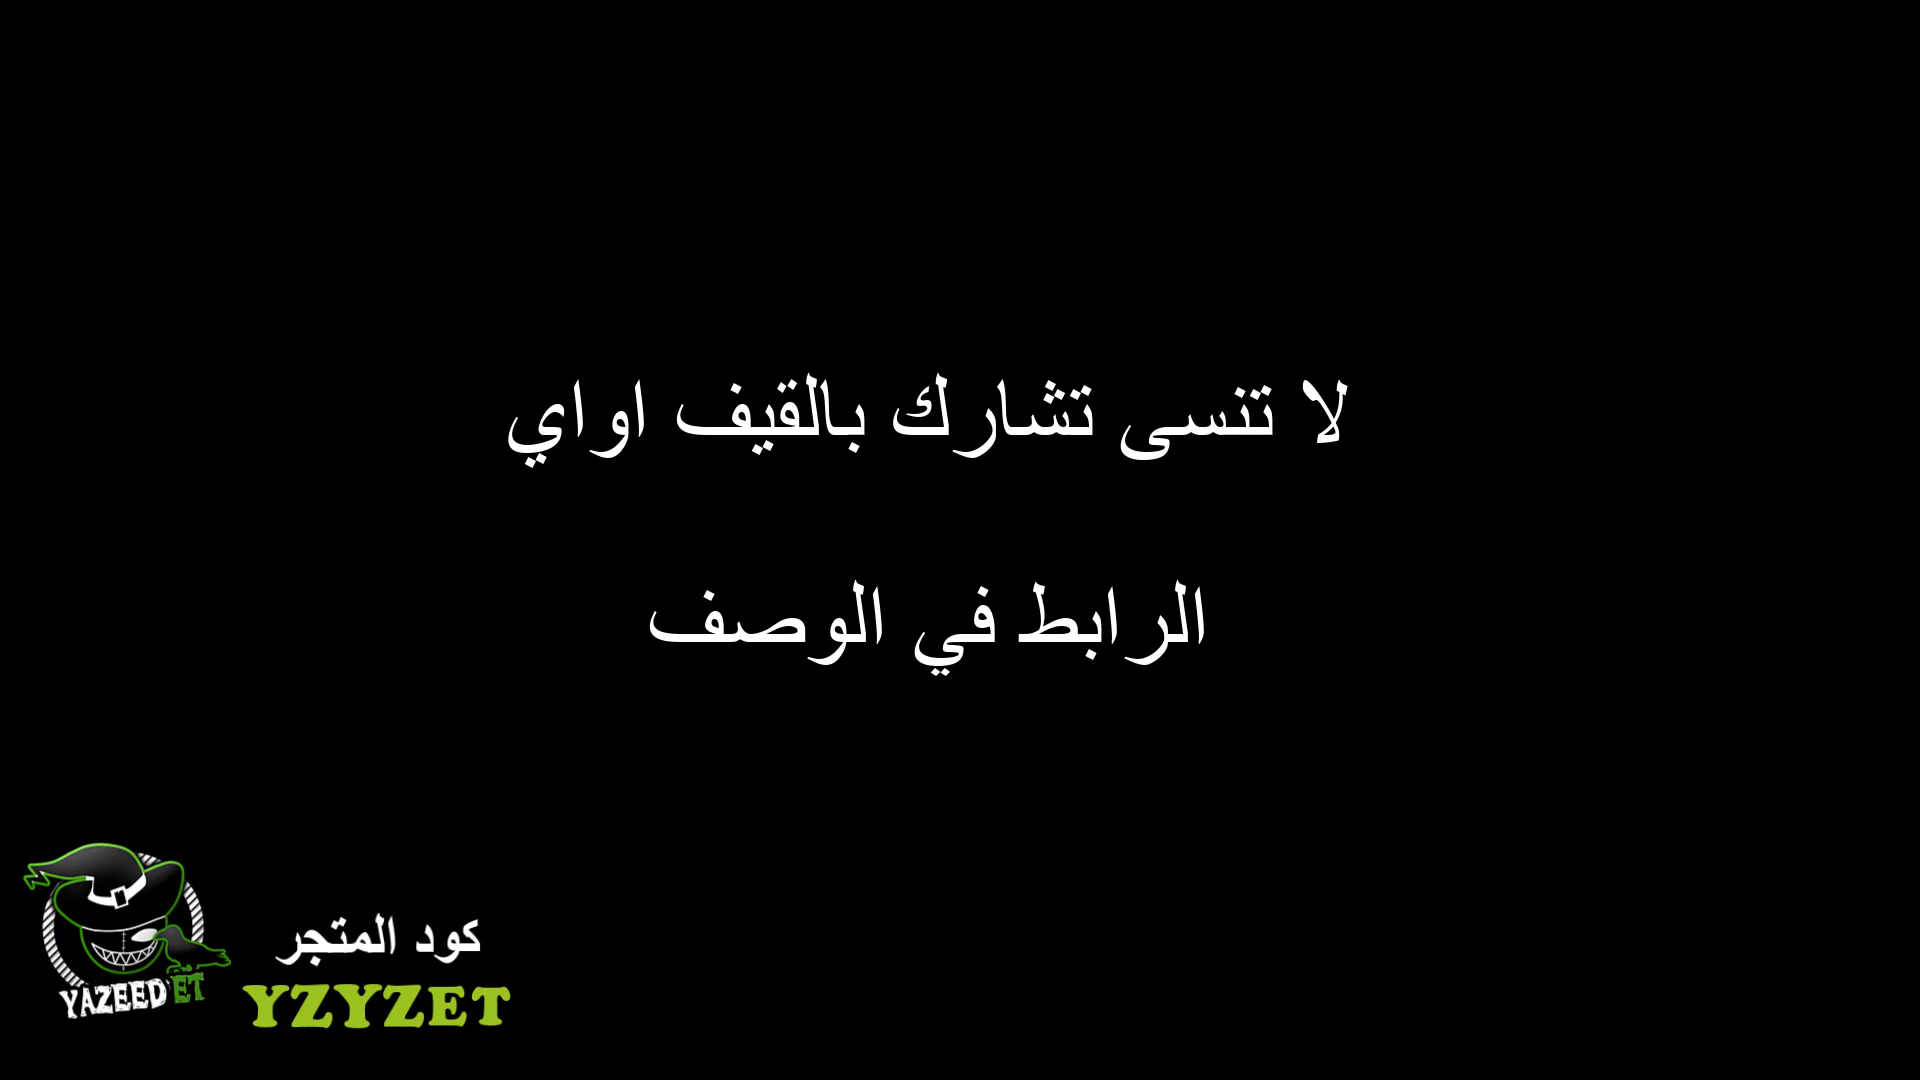 لا تنسى تشارك بالقيف اواي
الرابط في الوصف
كود المتجر
YZYZET
YAZEED ET